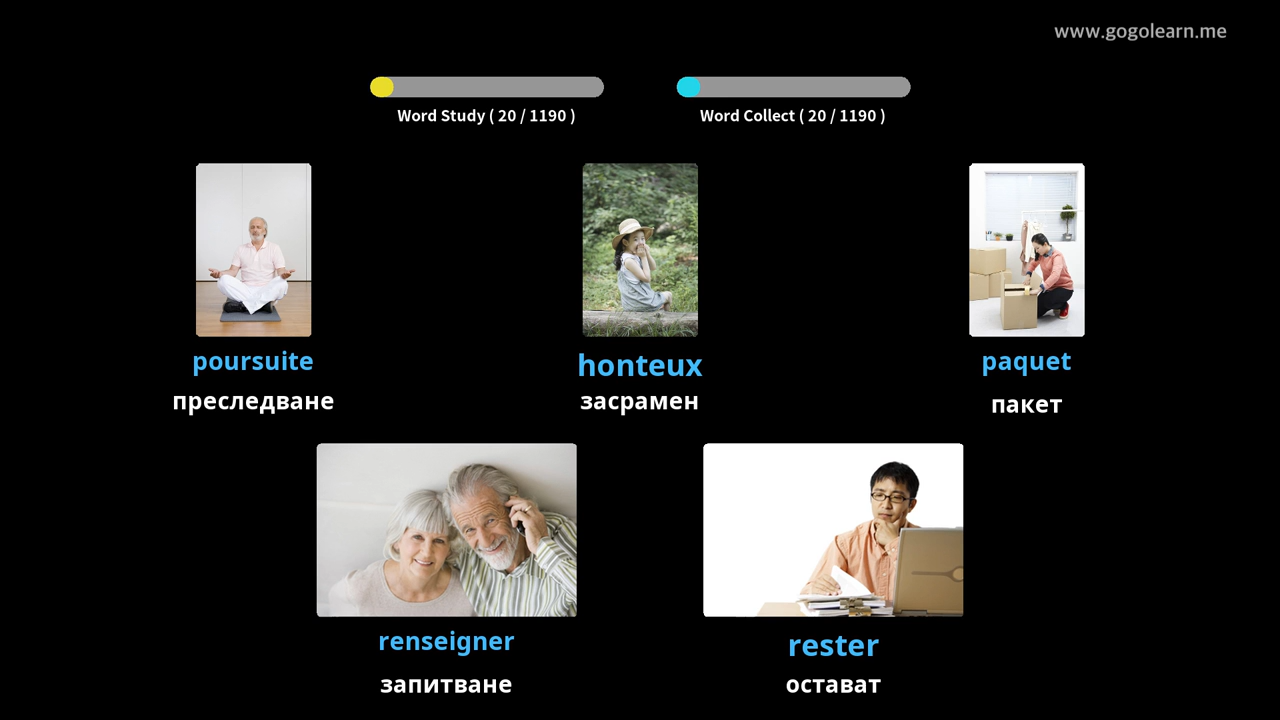 www.gogolearn.me
Word Study ( 20 / 1190 )
Word Collect ( 20 / 1190 )
poursuite
преследване
honteux
засрамен
paquet
пакет
renseigner
запитване
rester
остават